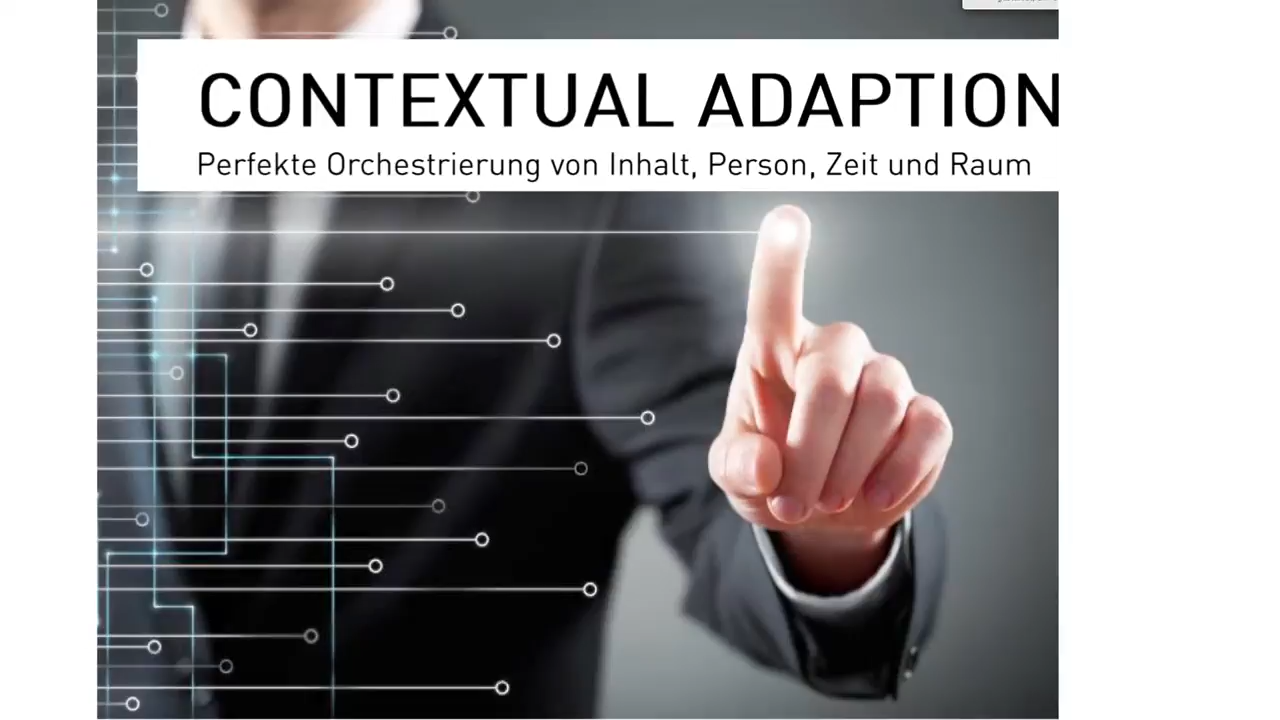 CONTEXTUAL ADAPTION
Perfekte Orchestrierung von Inhalt, Person, Zeit und Raum